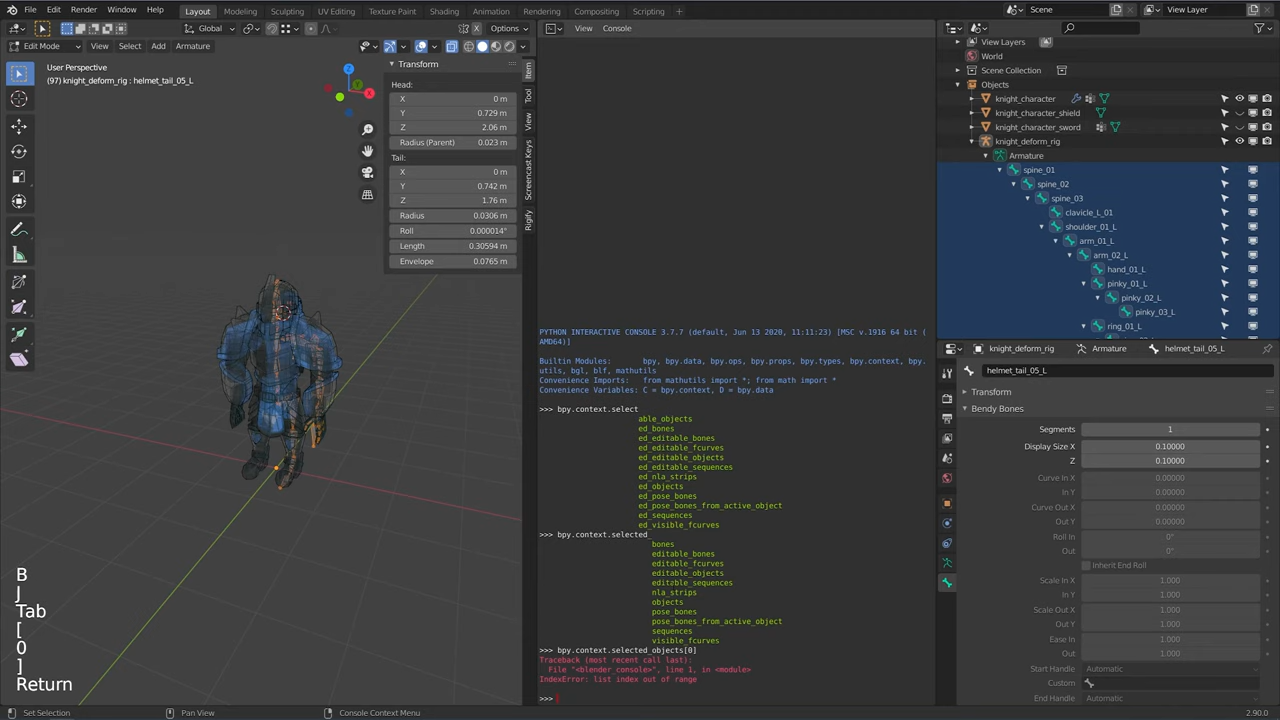 File Edit Render Window Help
Layout Modeling Sculpting UV Editing Texture Paint Shading Animation Rendering Compositing Scripting +
Scene
View Layer
Global
Options
Edit Mode View Select Add Armature
User Perspective
(97) knight_deform_rig : helmet_tail_05_L
Z
X
Y
Transform
Head:
X 0 m
Y 0.729 m
Z 2.06 m
Radius (Parent) 0.023 m
Tail:
X 0 m
Y 0.742 m
Z 1.76 m
Radius 0.0306 m
Roll 0.000014°
Length 0.30594 m
Envelope 0.0765 m
Item
Tool
View
Screencast Keys
Rigify
B
J
Tab
[
0
]
Return
View Console
PYTHON INTERACTIVE CONSOLE 3.7.7 (default, Jun 13 2020, 11:11:23) [MSC v.1916 64 bit (
AMD64)]
Builtin Modules: bpy, bpy.data, bpy.ops, bpy.props, bpy.types, bpy.context, bpy.
utils, bgl, blf, mathutils
Convenience Imports: from mathutils import *; from math import *
Convenience Variables: C = bpy.context, D = bpy.data
>>> bpy.context.select
able_objects
ed_bones
ed_editable_bones
ed_editable_fcurves
ed_editable_objects
ed_editable_sequences
ed_nla_strips
ed_objects
ed_pose_bones
ed_pose_bones_from_active_object
ed_sequences
ed_visible_fcurves
>>> bpy.context.selected_
bones
editable_bones
editable_fcurves
editable_objects
editable_sequences
nla_strips
objects
pose_bones
pose_bones_from_active_object
sequences
visible_fcurves
>>> bpy.context.selected_objects[0]
Traceback (most recent call last):
File "<blender_console>", line 1, in <module>
IndexError: list index out of range
>>>
View Layers
World
Scene Collection
Objects
knight_character
knight_character_shield
knight_character_sword
knight_deform_rig
Armature
spine_01
spine_02
spine_03
clavicle_L_01
shoulder_01_L
arm_01_L
arm_02_L
hand_01_L
pinky_01_L
pinky_02_L
pinky_03_L
ring_01_L
knight_deform_rig Armature helmet_tail_05_L
helmet_tail_05_L
Transform
Bendy Bones
Segments 1
Display Size X 0.10000
Z 0.10000
Curve In X 0.00000
In Y 0.00000
Curve Out X 0.00000
Out Y 0.00000
Roll In 0°
Out 0°
Inherit End Roll
Scale In X 1.000
In Y 1.000
Scale Out X 1.000
Out Y 1.000
Ease In 1.000
Out 1.000
Start Handle Automatic
Custom
End Handle Automatic
Set Selection Pan View Console Context Menu 2.90.0